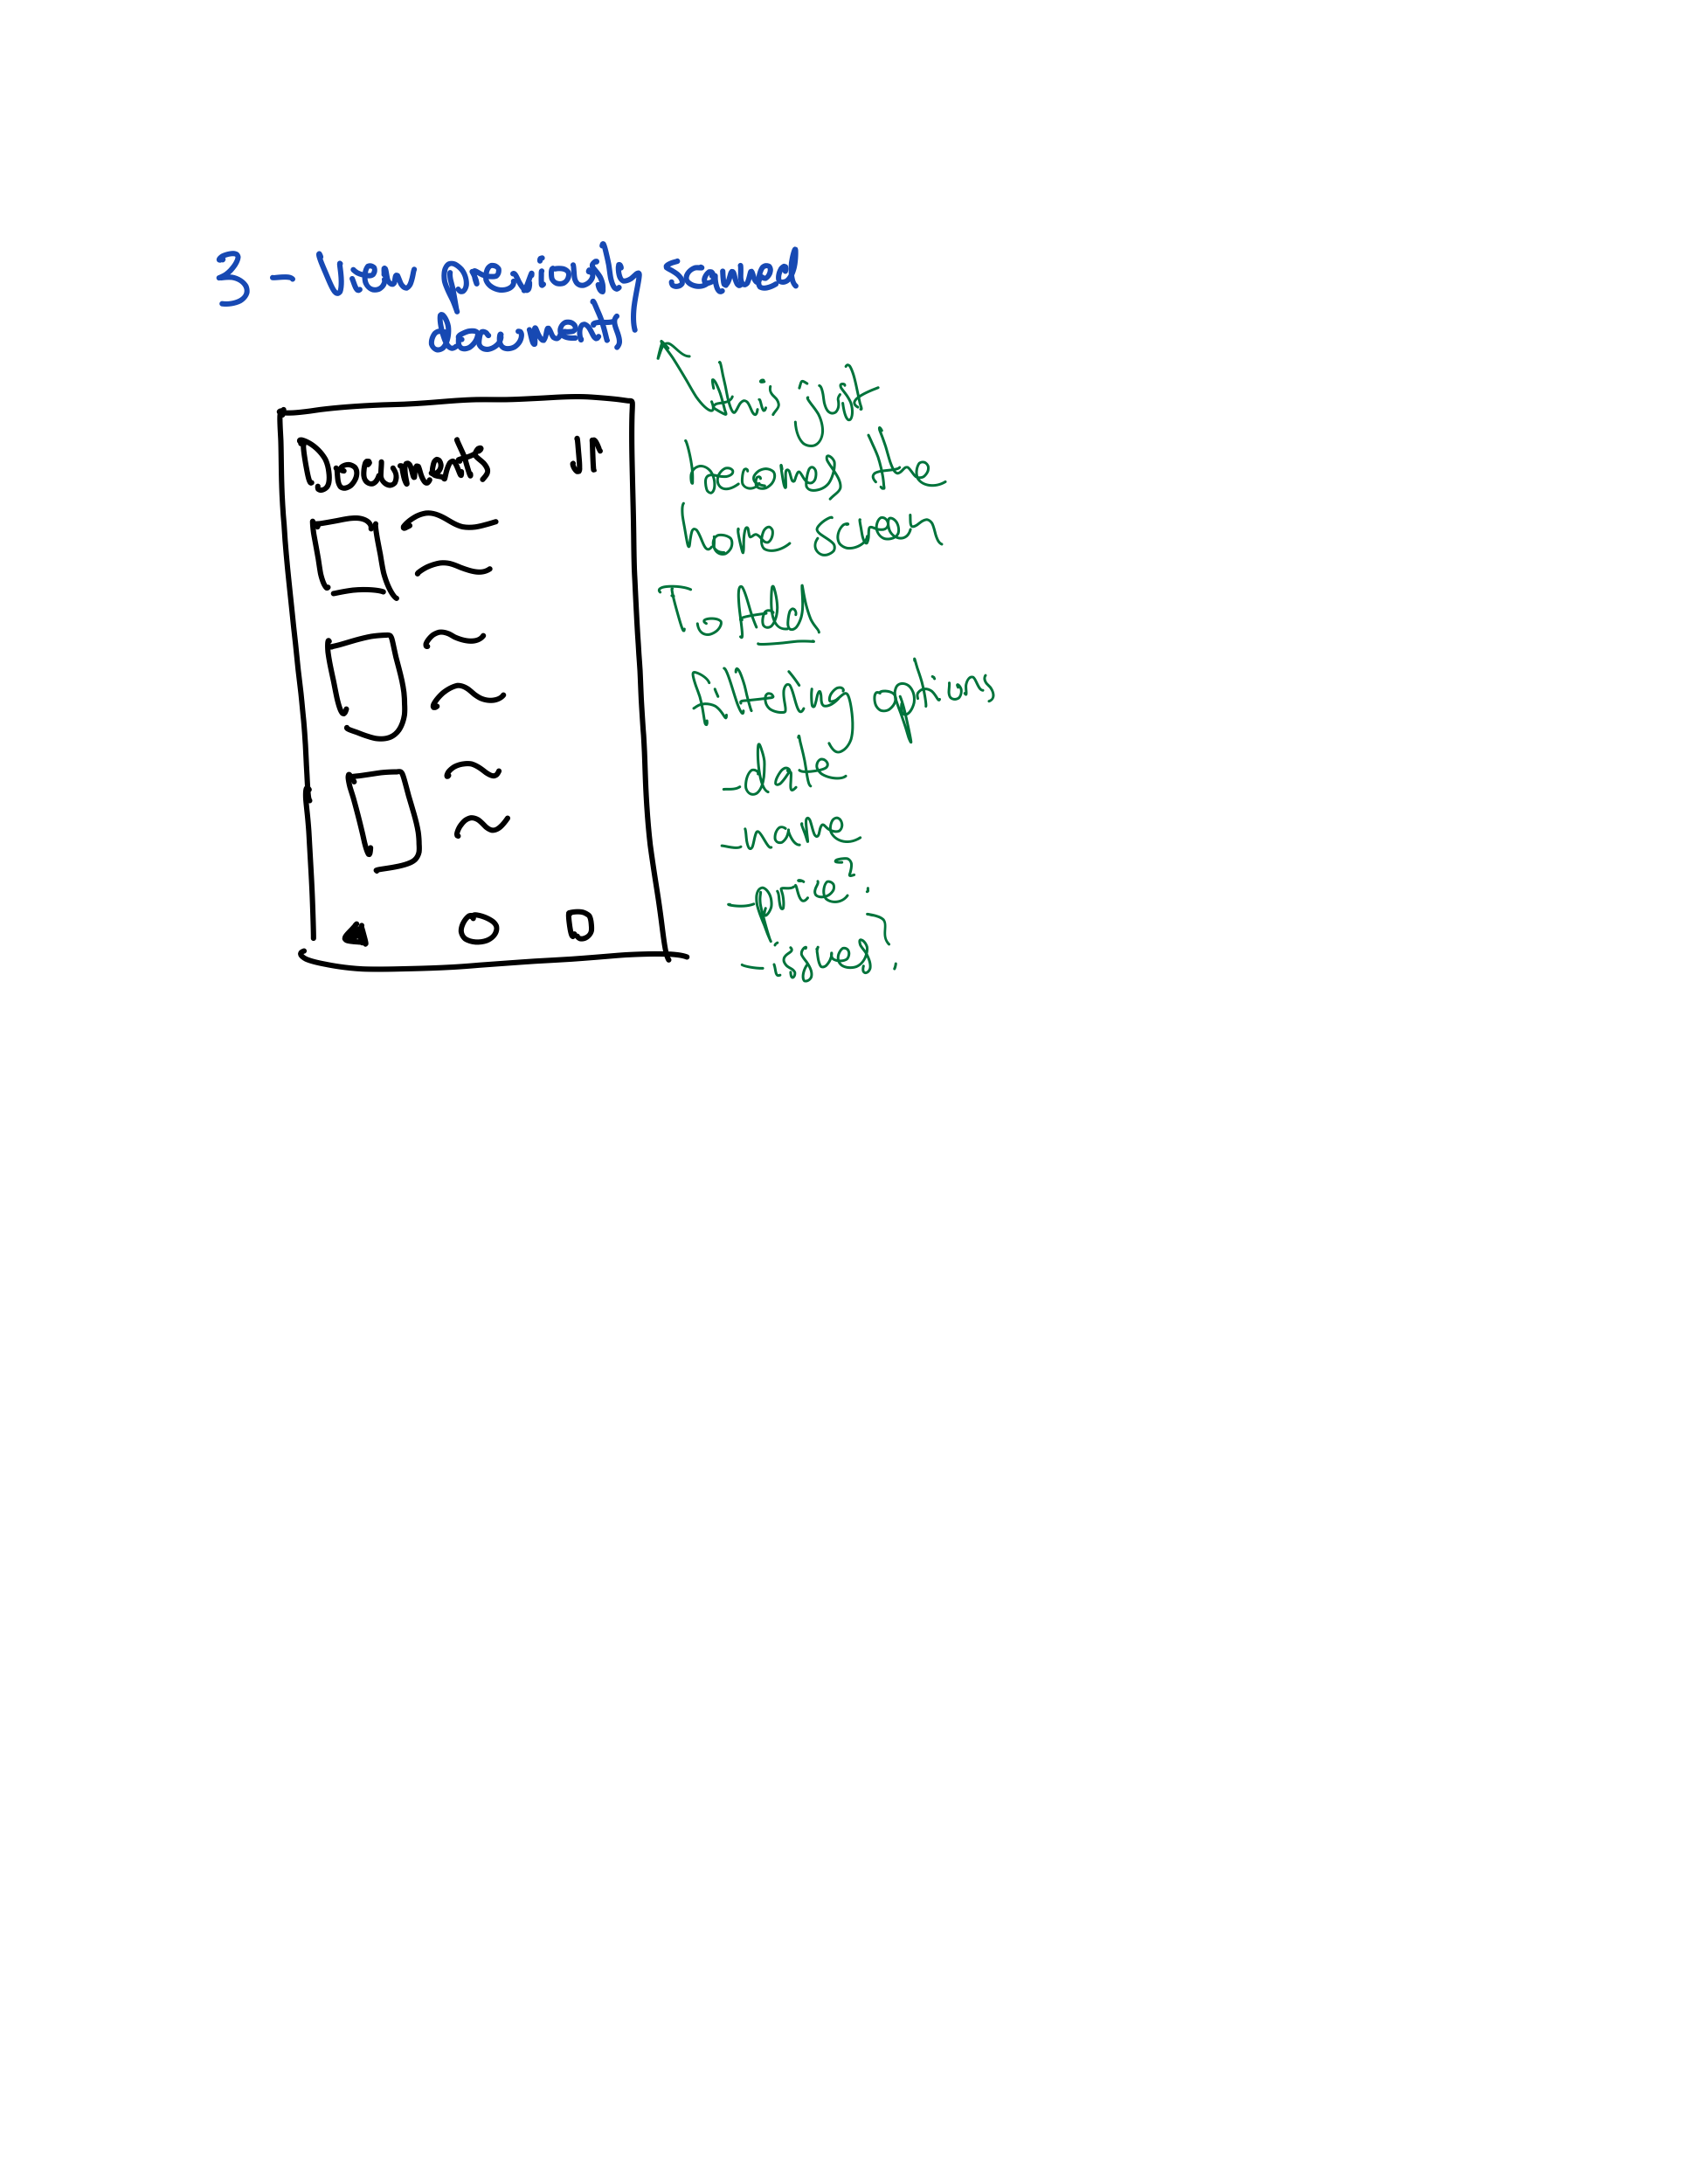 3 - View previously scanned
documents
this just
becomes the
home screen
Documents
To Add
filtering options
- date
- name
- price?
- issues?